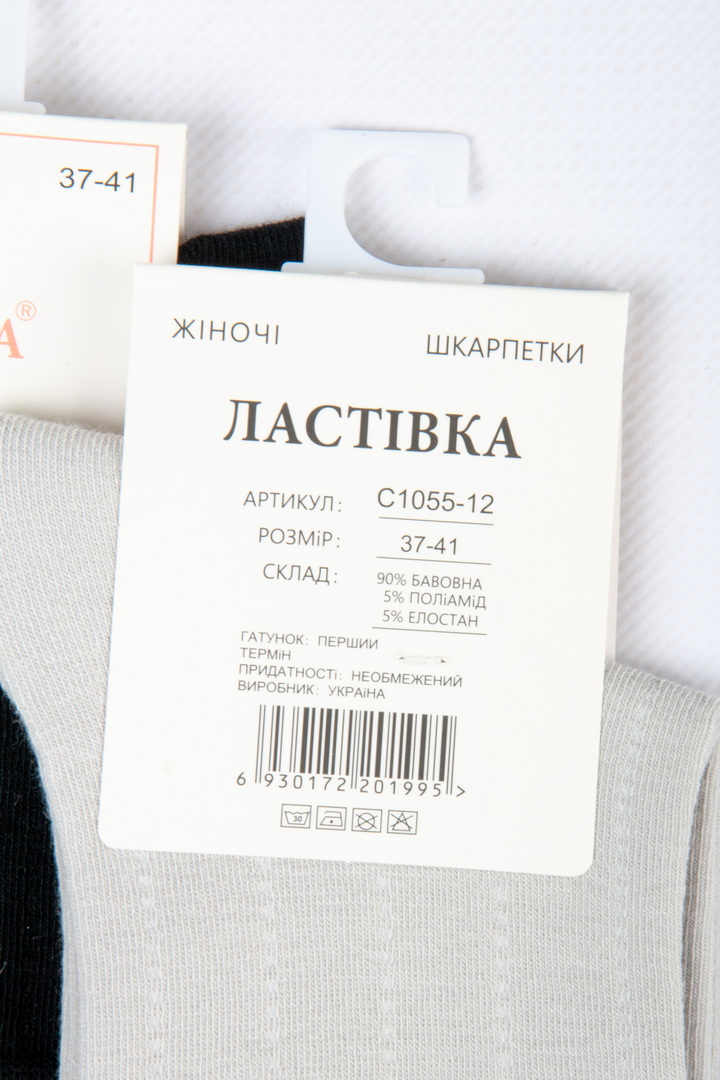 37-41
А®
ЖІНОЧІ ШКАРПЕТКИ
ЛАСТІВКА
АРТИКУЛ: С1055-12
РОЗМіР: 37-41
СКЛАД: 90% БАВОВНА
5% ПОЛіАМіД
5% ЕЛОСТАН
ГАТУНОК: ПЕРШИЙ
ТЕРМіН
ПРИДАТНОСТі: НЕОБМЕЖЕНИЙ
ВИРОБНИК: УКРАїНА
6 930172 201995 >
30